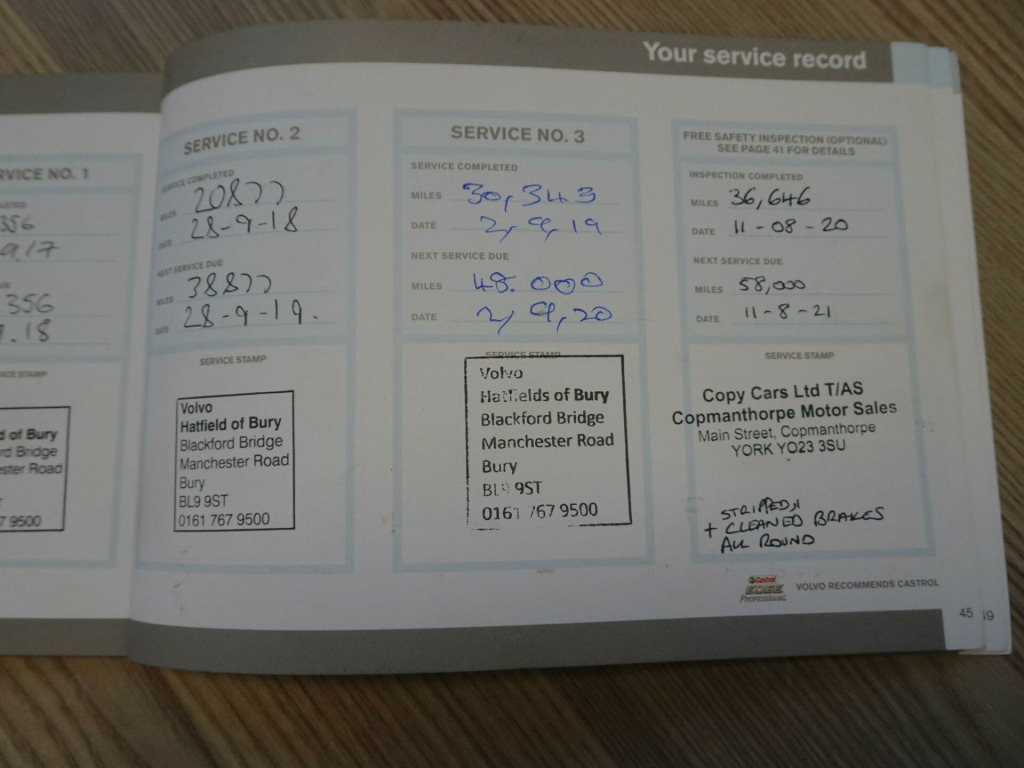 Your service record
RVICE NO. 1
356
9.17
356
.18
d of Bury
rd Bridge
ster Road
7 9500
SERVICE NO. 2
SERVICE COMPLETED
MILES 20877
DATE 28-9-18
NEXT SERVICE DUE
MILES 38877
DATE 28-9-19.
SERVICE STAMP
Volvo
Hatfield of Bury
Blackford Bridge
Manchester Road
Bury
BL9 9ST
0161 767 9500
SERVICE NO. 3
SERVICE COMPLETED
MILES 30,343
DATE 2,9,19
NEXT SERVICE DUE
MILES 48.000
DATE 2,9,20
SERVICE STAMP
Volvo
Hatfields of Bury
Blackford Bridge
Manchester Road
Bury
BL9 9ST
0161 767 9500
FREE SAFETY INSPECTION (OPTIONAL)
SEE PAGE 41 FOR DETAILS
INSPECTION COMPLETED
MILES 36,646
DATE 11-08-20
NEXT SERVICE DUE
MILES 58,000
DATE 11-8-21
SERVICE STAMP
Copy Cars Ltd T/AS
Copmanthorpe Motor Sales
Main Street, Copmanthorpe
YORK YO23 3SU
STRIPPED
+ CLEANED BRAKES
ALL ROUND
Castrol
EDGE
PROFESSIONAL
VOLVO RECOMMENDS CASTROL
45